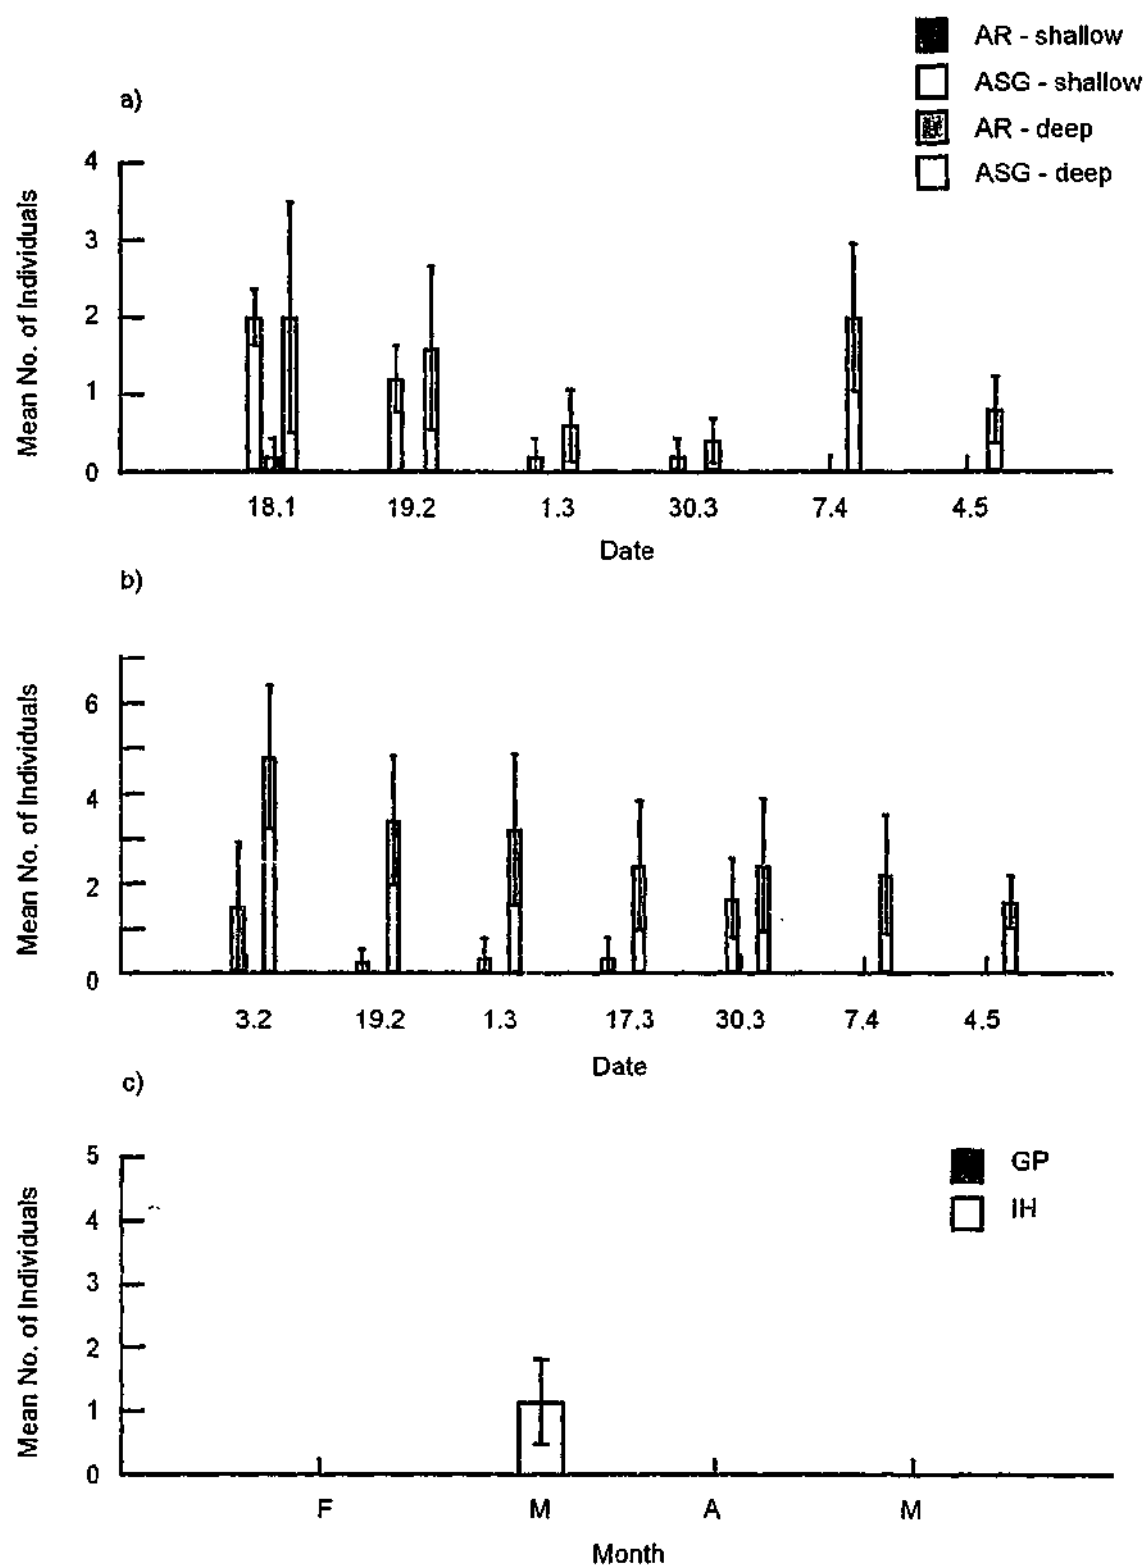 AR - shallow
ASG - shallow
AR - deep
ASG - deep
a)
Mean No. of Individuals
4
3
2
1
0
18.1 19.2 1.3 30.3 7.4 4.5
Date
b)
Mean No. of Individuals
6
4
2
0
3.2 19.2 1.3 17.3 30.3 7.4 4.5
Date
c)
Mean No. of Individuals
5
4
3
2
1
0
GP
IH
F M A M
Month